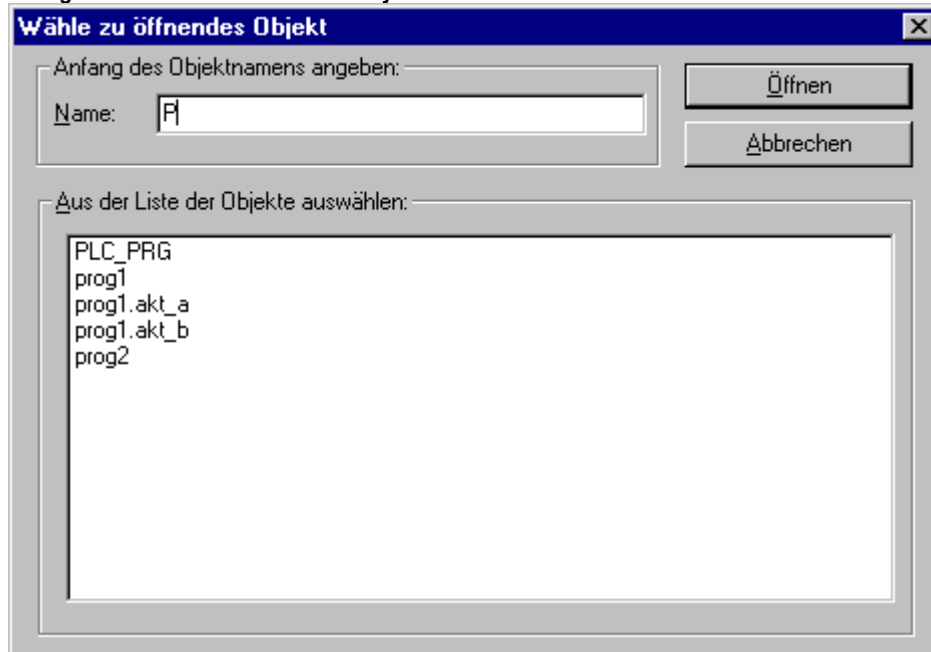 Wähle zu öffnendes Objekt
Anfang des Objektnamens angeben:
Name: P
Öffnen
Abbrechen
Aus der Liste der Objekte auswählen:
PLC_PRG
prog1
prog1.akt_a
prog1.akt_b
prog2